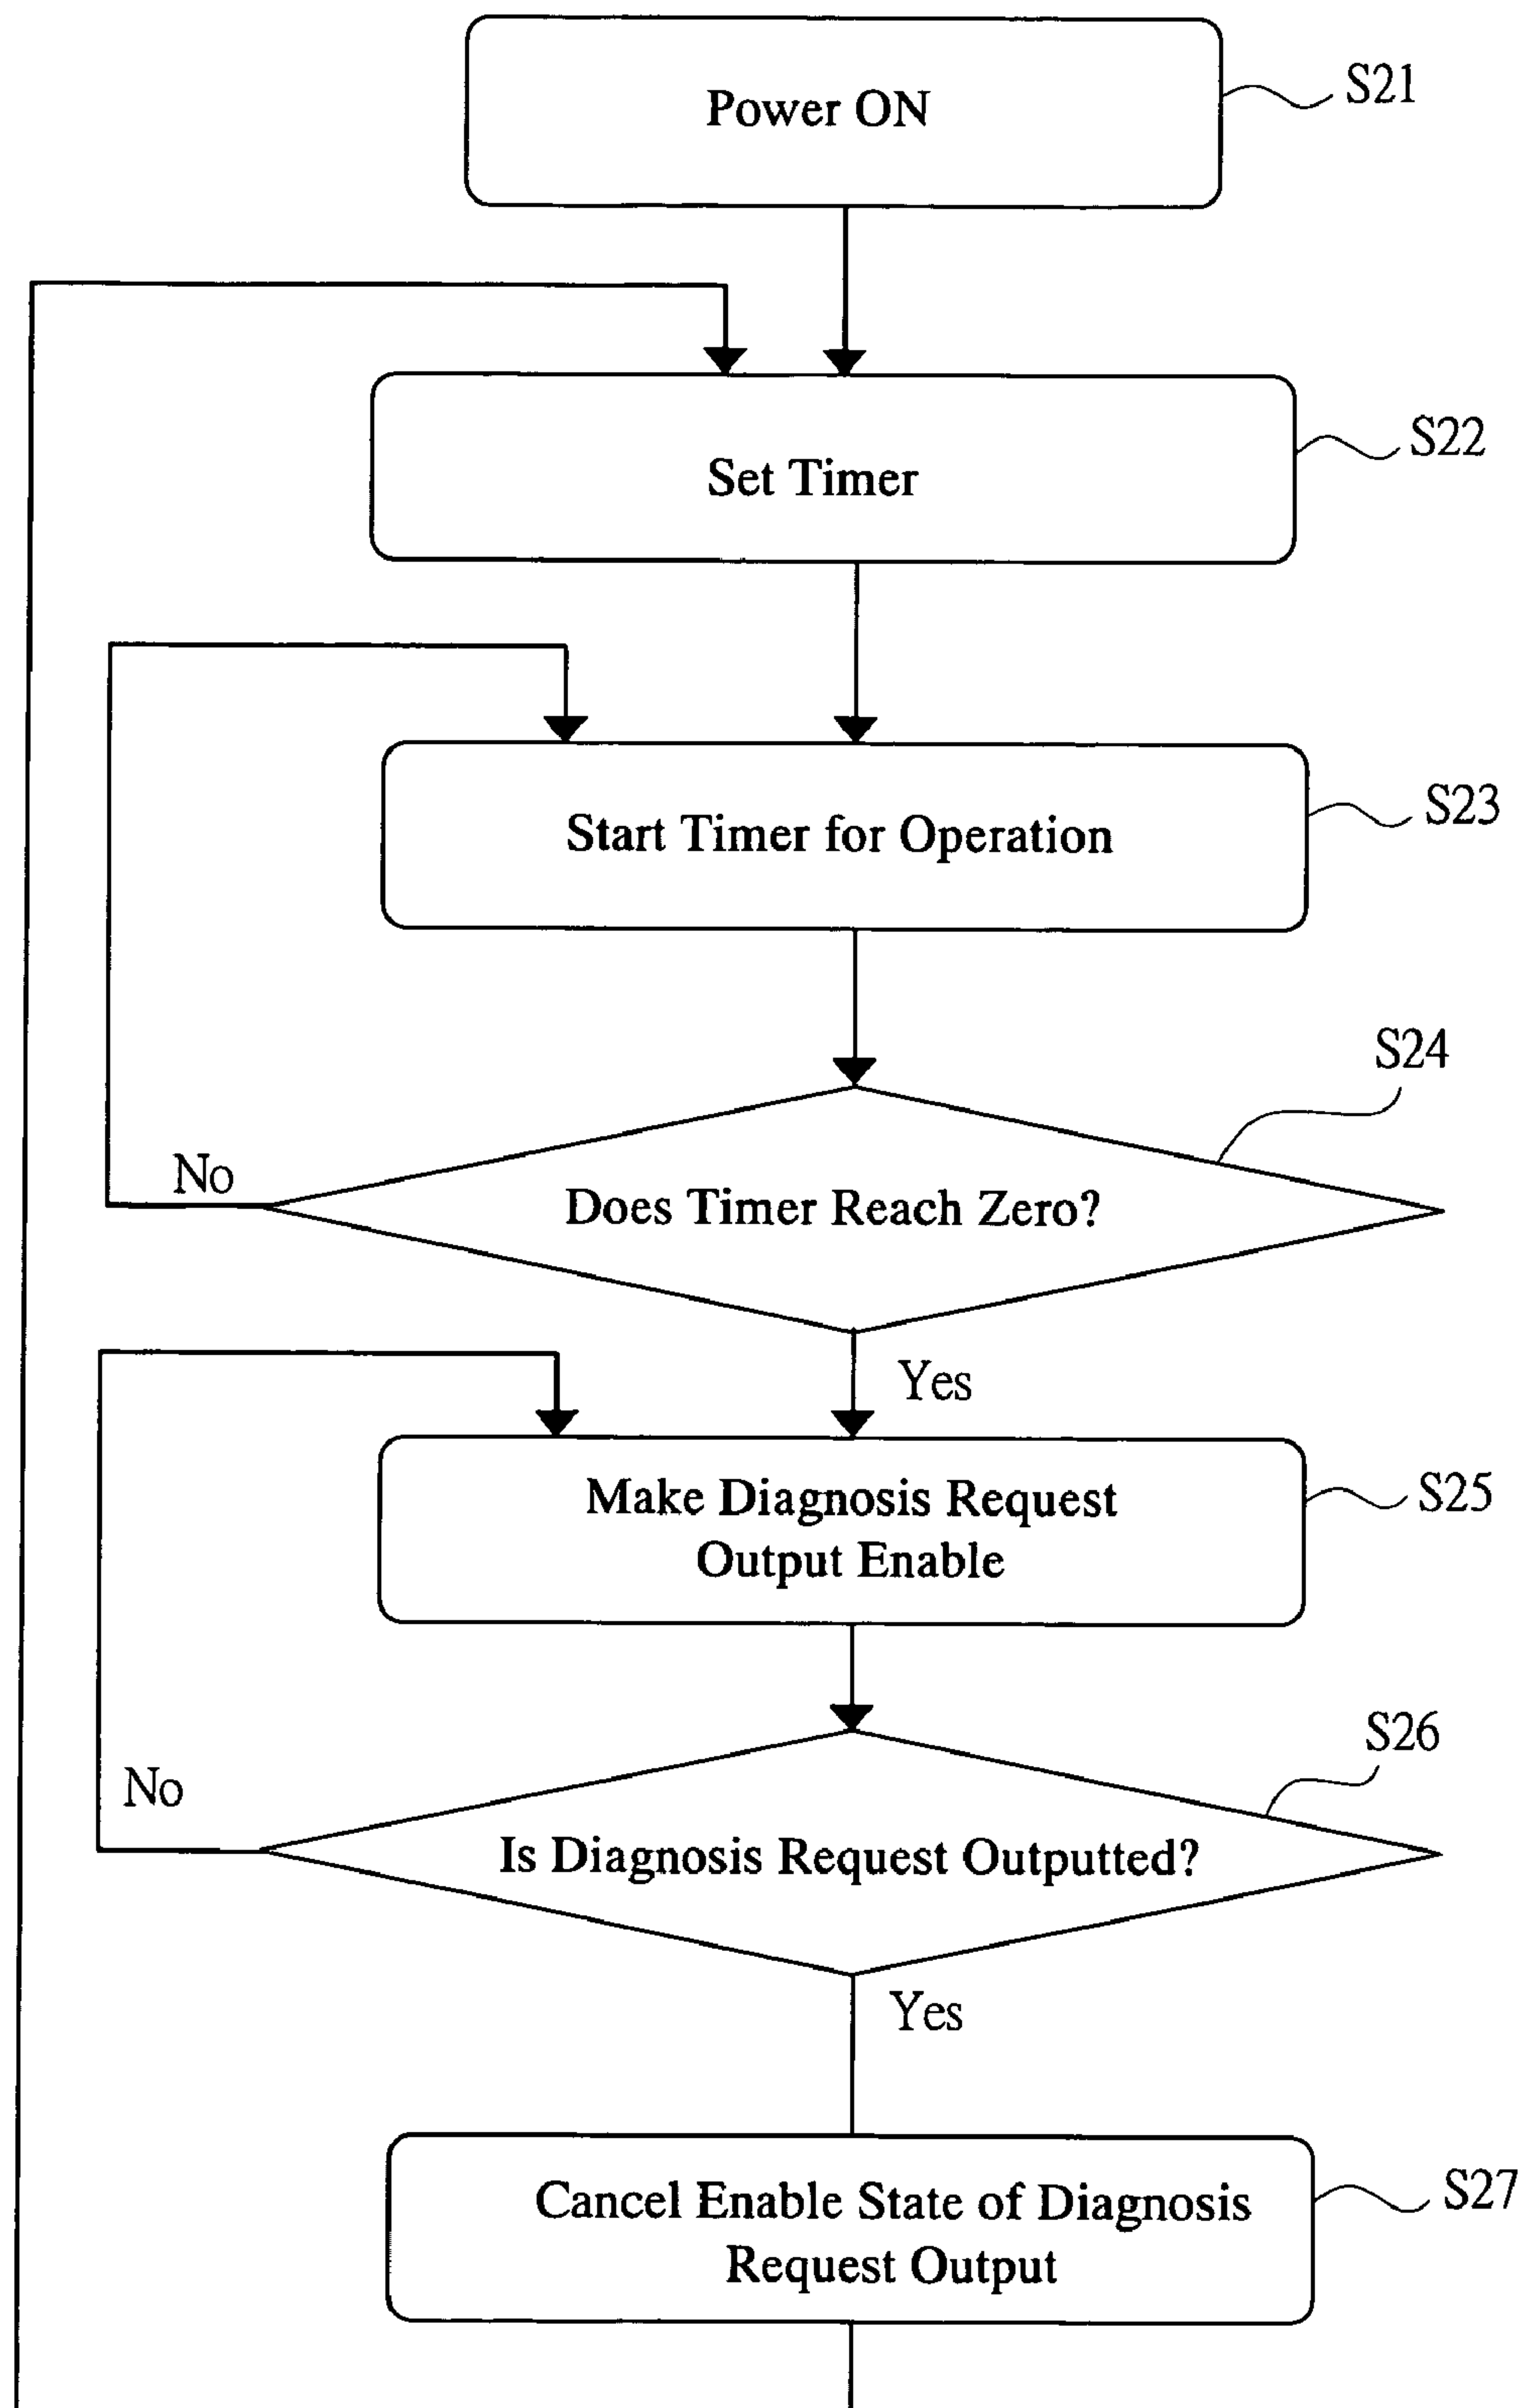 Power ON
S21
Set Timer
S22
Start Timer for Operation
S23
S24
Does Timer Reach Zero?
No
Yes
Make Diagnosis Request
Output Enable
S25
S26
No
Is Diagnosis Request Outputted?
Yes
Cancel Enable State of Diagnosis
Request Output
S27